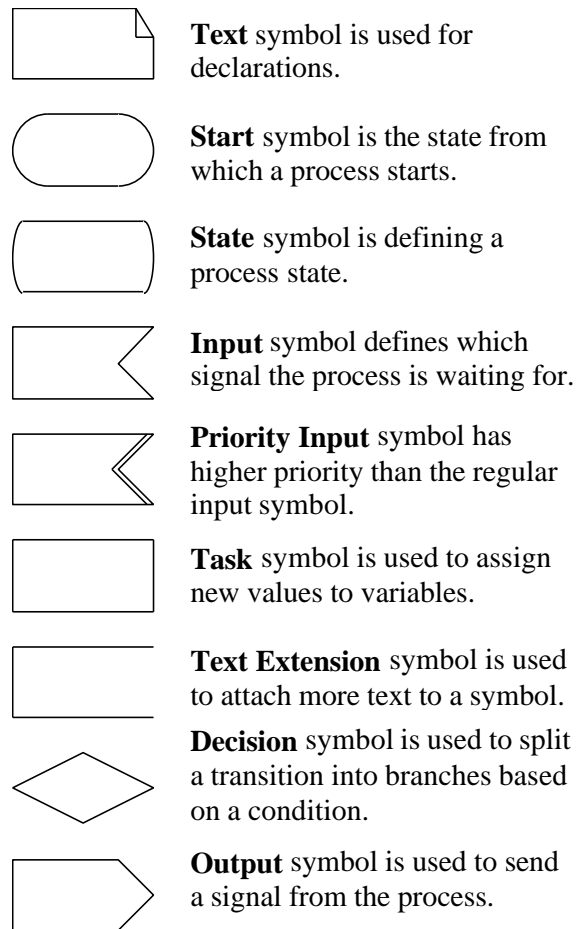 Text symbol is used for
declarations.
Start symbol is the state from
which a process starts.
State symbol is defining a
process state.
Input symbol defines which
signal the process is waiting for.
Priority Input symbol has
higher priority than the regular
input symbol.
Task symbol is used to assign
new values to variables.
Text Extension symbol is used
to attach more text to a symbol.
Decision symbol is used to split
a transition into branches based
on a condition.
Output symbol is used to send
a signal from the process.